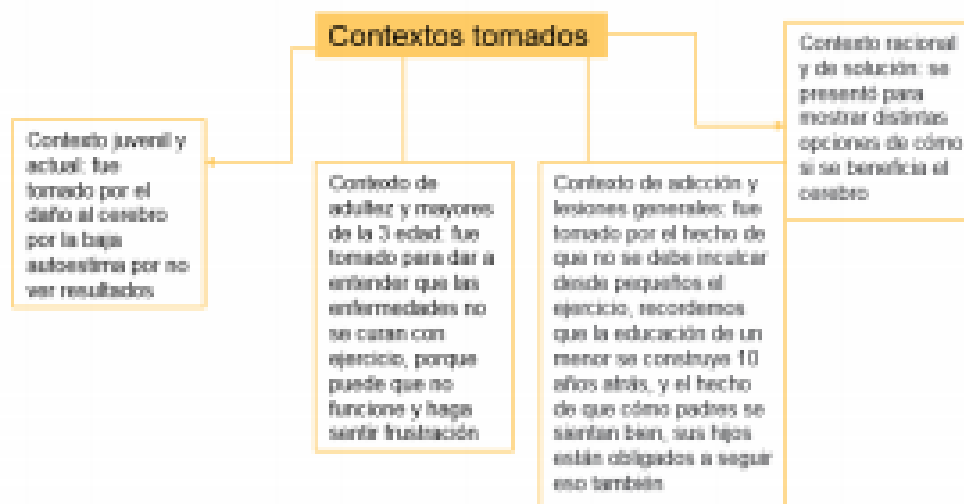 Contextos tomados
Contexto juvenil y
actual: fue
tomado por el
daño al cerebro
por la baja
autoestima por no
ver resultados
Contexto de
adultez y mayores
de la 3 edad: fue
tomado para dar a
entender que las
enfermedades no
se curan con
ejercicio, porque
puede que no
funcione y haga
sentir frustración
Contexto de adicción y
lesiones generales: fue
tomado por el hecho de
que no se debe inculcar
desde pequeños el
ejercicio, recordemos
que la educación de un
menor se construye 10
años atrás, y el hecho
de que cómo padres se
sientan bien, sus hijos
están obligados a seguir
eso también
Contexto racional
y de solución: se
presentó para
mostrar distintas
opciones de cómo
si se beneficia el
cerebro